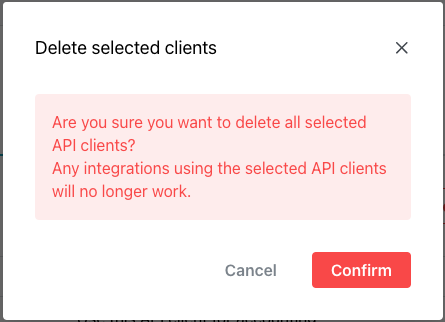 Delete selected clients
Are you sure you want to delete all selected
API clients?
Any integrations using the selected API clients
will no longer work.
Cancel
Confirm